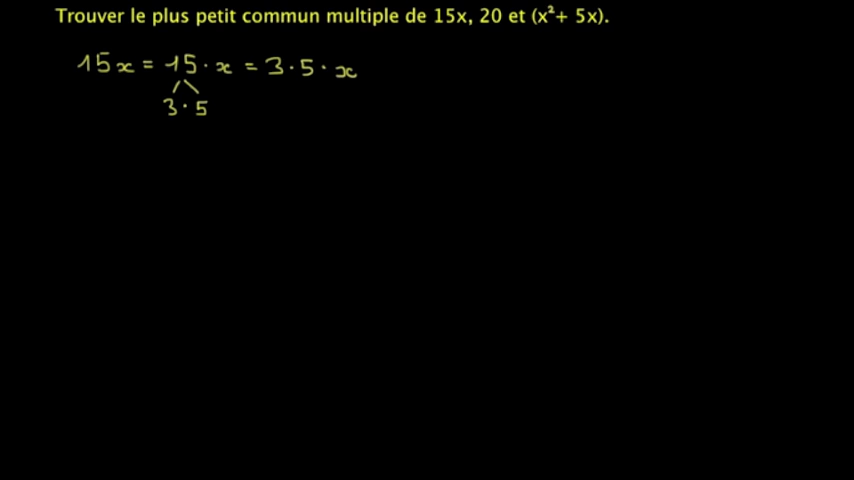 Trouver le plus petit commun multiple de 15x, 20 et (x²+ 5x).
15x = 15 · x = 3 · 5 · x
3 · 5